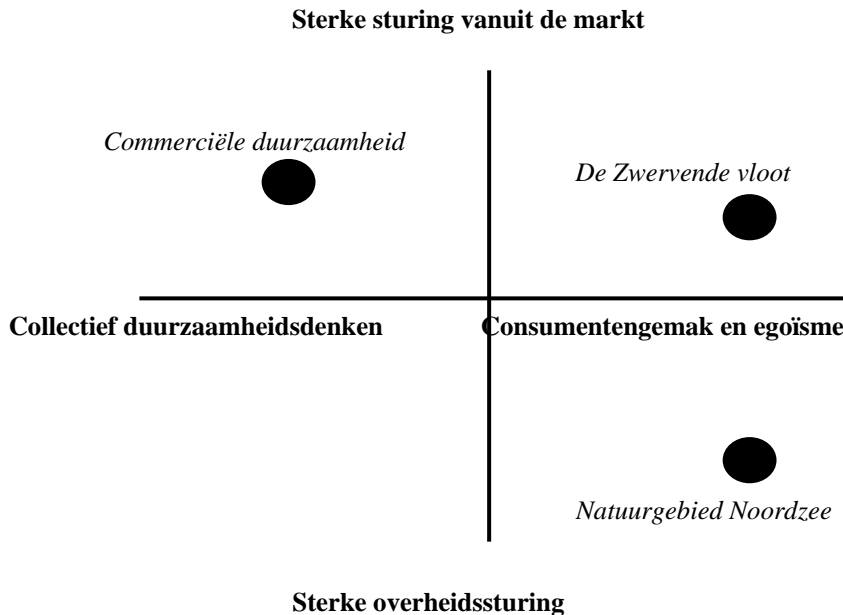 Sterke sturing vanuit de markt
Commerciële duurzaamheid
De Zwervende vloot
Collectief duurzaamheidsdenken
Consumentengemak en egoïsme
Natuurgebied Noordzee
Sterke overheidssturing